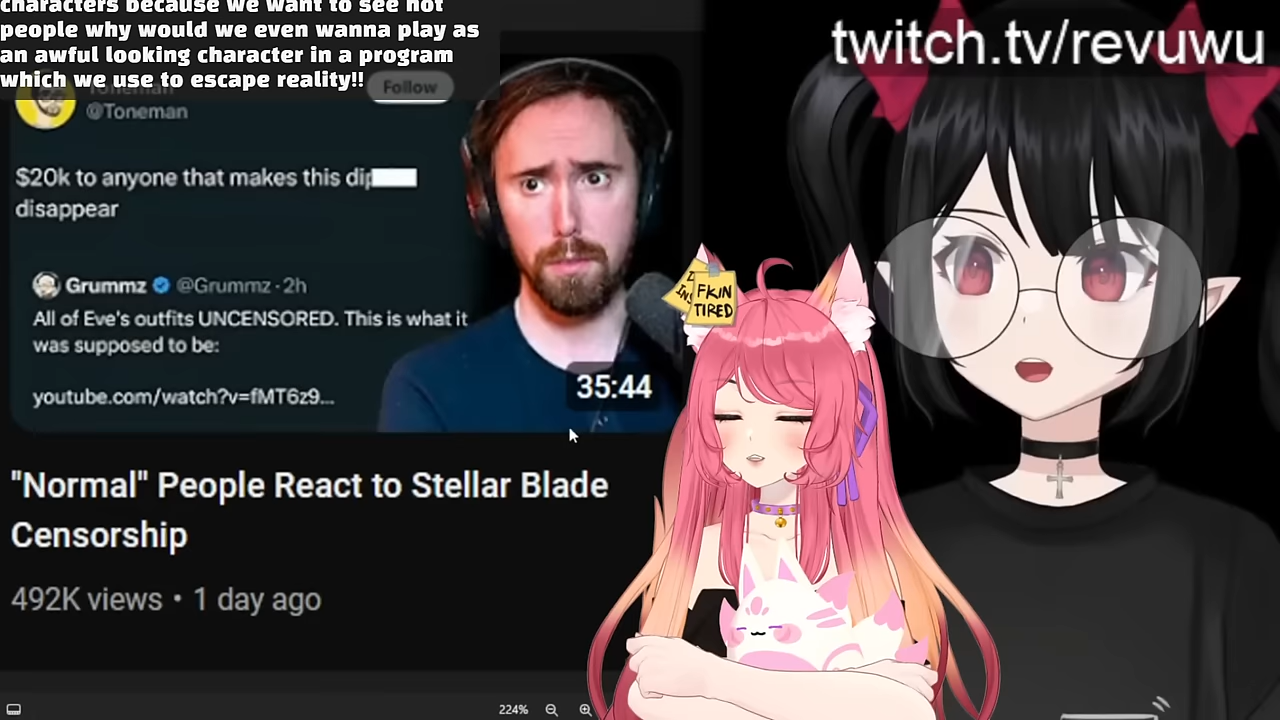 characters because we want to see hot
people why would we even wanna play as
an awful looking character in a program
which we use to escape reality!!
twitch.tv/revuwu
Toneman
Follow
@Toneman
$20k to anyone that makes this dip
disappear
Grummz @Grummz · 2h
All of Eve's outfits UNCENSORED. This is what it
was supposed to be:
youtube.com/watch?v=fMT6z9...
35:44
FKIN
TIRED
"Normal" People React to Stellar Blade
Censorship
492K views • 1 day ago
224%